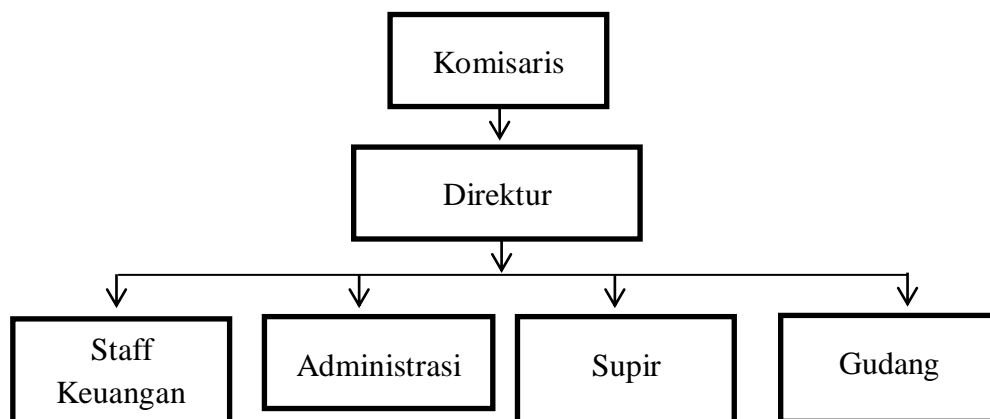 Komisaris
Direktur
Staff
Keuangan
Administrasi
Supir
Gudang